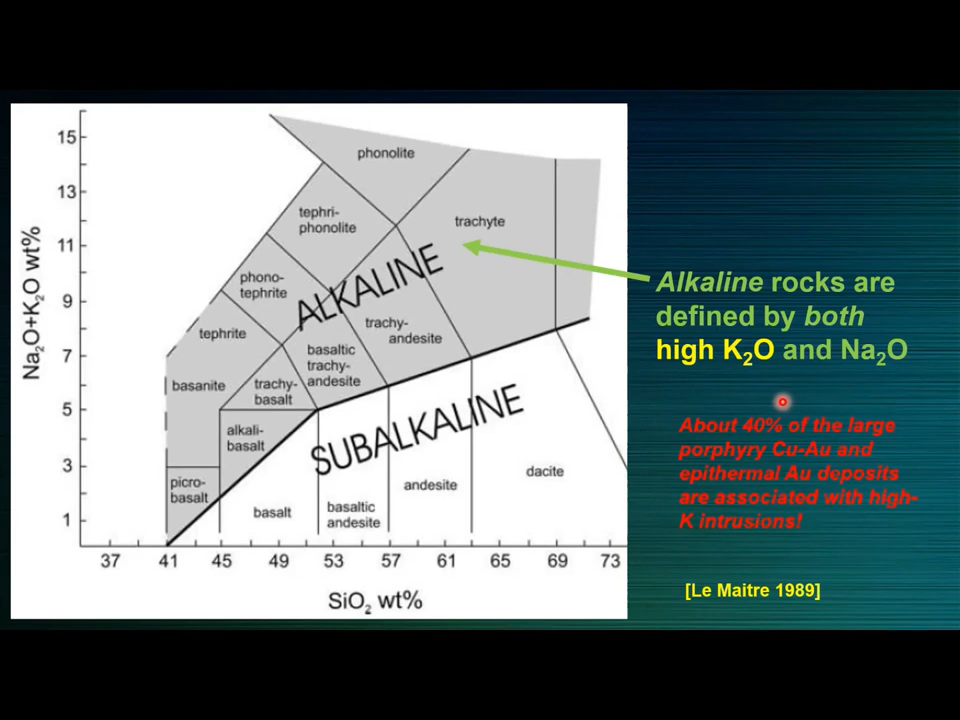 15
13
11
9
7
5
3
1
Na2O+K2O wt%
phonolite
tephri-
phonolite
trachyte
phono-
tephrite
ALKALINE
tephrite
trachy-
andesite
basaltic
trachy-
andesite
basanite
trachy-
basalt
alkali-
basalt
SUBALKALINE
picro-
basalt
basalt
basaltic
andesite
andesite
dacite
37 41 45 49 53 57 61 65 69 73
SiO2 wt%
Alkaline rocks are
defined by both
high K2O and Na2O
About 40% of the large
porphyry Cu-Au and
epithermal Au deposits
are associated with high-
K intrusions!
[Le Maitre 1989]